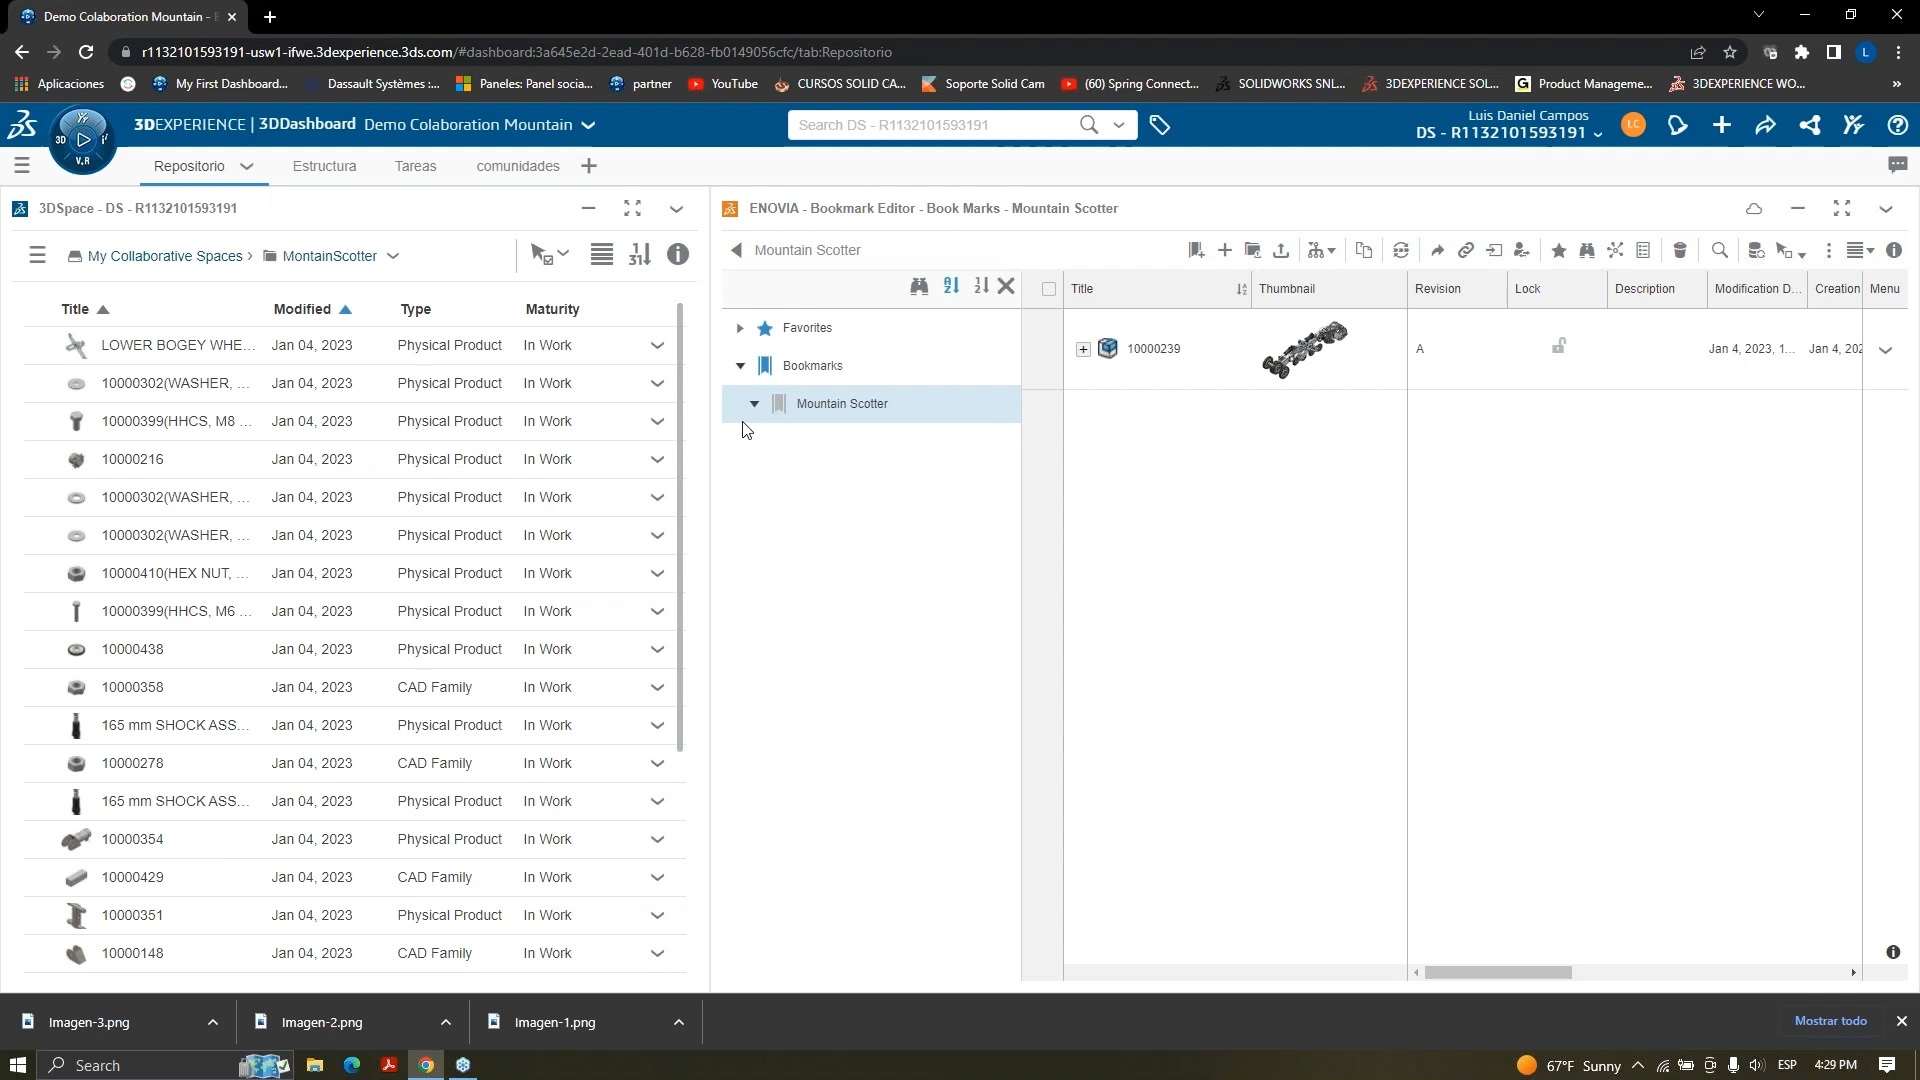 Demo Colaboration Mountain -
r1132101593191-usw1-ifwe.3dexperience.3ds.com/#dashboard:3a645e2d-2ead-401d-b628-fb0149056cfc/tab:Repositorio
Aplicaciones My First Dashboard... Dassault Systèmes :... Paneles: Panel socia... partner YouTube CURSOS SOLID CA... Soporte Solid Cam (60) Spring Connect... SOLIDWORKS SNL... 3DEXPERIENCE SOL... Product Manageme... 3DEXPERIENCE WO... »
3DEXPERIENCE | 3DDashboard Demo Colaboration Mountain
Search DS - R1132101593191
Luis Daniel Campos
DS - R1132101593191
LC
3D
V.R
Repositorio Estructura Tareas comunidades
3DSpace - DS - R1132101593191
My Collaborative Spaces > MontainScotter
Title Modified Type Maturity
LOWER BOGEY WHE... Jan 04, 2023 Physical Product In Work
10000302(WASHER, ... Jan 04, 2023 Physical Product In Work
10000399(HHCS, M8 ... Jan 04, 2023 Physical Product In Work
10000216 Jan 04, 2023 Physical Product In Work
10000302(WASHER, ... Jan 04, 2023 Physical Product In Work
10000302(WASHER, ... Jan 04, 2023 Physical Product In Work
10000410(HEX NUT, ... Jan 04, 2023 Physical Product In Work
10000399(HHCS, M6 ... Jan 04, 2023 Physical Product In Work
10000438 Jan 04, 2023 Physical Product In Work
10000358 Jan 04, 2023 CAD Family In Work
165 mm SHOCK ASS... Jan 04, 2023 Physical Product In Work
10000278 Jan 04, 2023 CAD Family In Work
165 mm SHOCK ASS... Jan 04, 2023 Physical Product In Work
10000354 Jan 04, 2023 Physical Product In Work
10000429 Jan 04, 2023 CAD Family In Work
10000351 Jan 04, 2023 Physical Product In Work
10000148 Jan 04, 2023 CAD Family In Work
ENOVIA - Bookmark Editor - Book Marks - Mountain Scotter
Mountain Scotter
Favorites
Bookmarks
Mountain Scotter
Title Thumbnail Revision Lock Description Modification D... Creation Menu
10000239 A Jan 4, 2023, 1... Jan 4, 202
Imagen-3.png Imagen-2.png Imagen-1.png Mostrar todo
Search 67°F Sunny ESP 4:29 PM